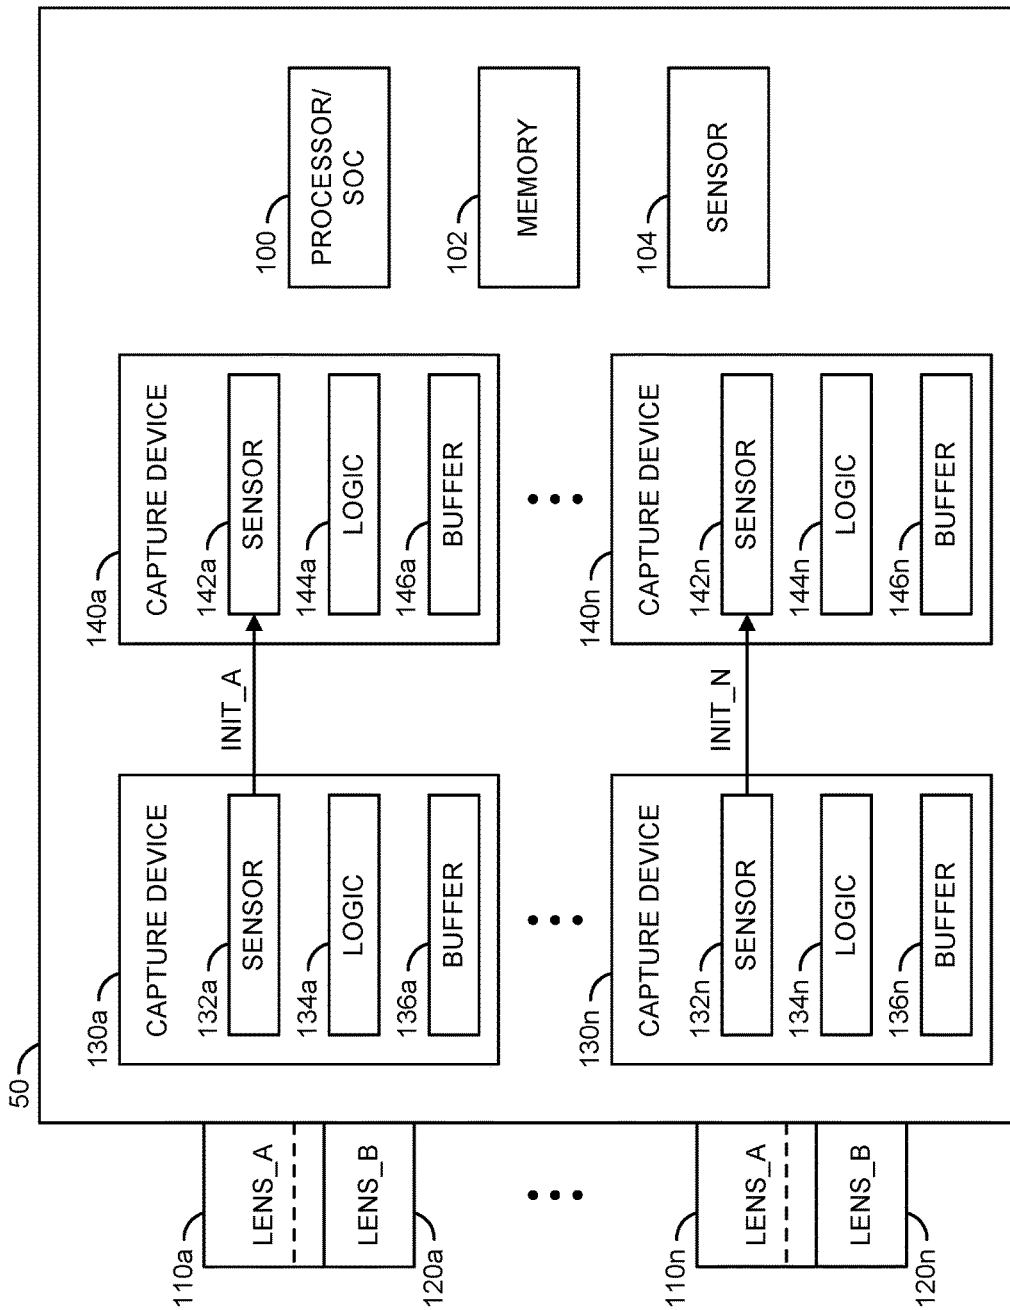 50
110a
LENS_A
LENS_B
120a
110n
LENS_A
LENS_B
120n
130a
CAPTURE DEVICE
132a
SENSOR
134a
LOGIC
136a
BUFFER
130n
CAPTURE DEVICE
132n
SENSOR
134n
LOGIC
136n
BUFFER
INIT_A
INIT_N
140a
CAPTURE DEVICE
142a
SENSOR
144a
LOGIC
146a
BUFFER
140n
CAPTURE DEVICE
142n
SENSOR
144n
LOGIC
146n
BUFFER
100
PROCESSOR/
SOC
102
MEMORY
104
SENSOR